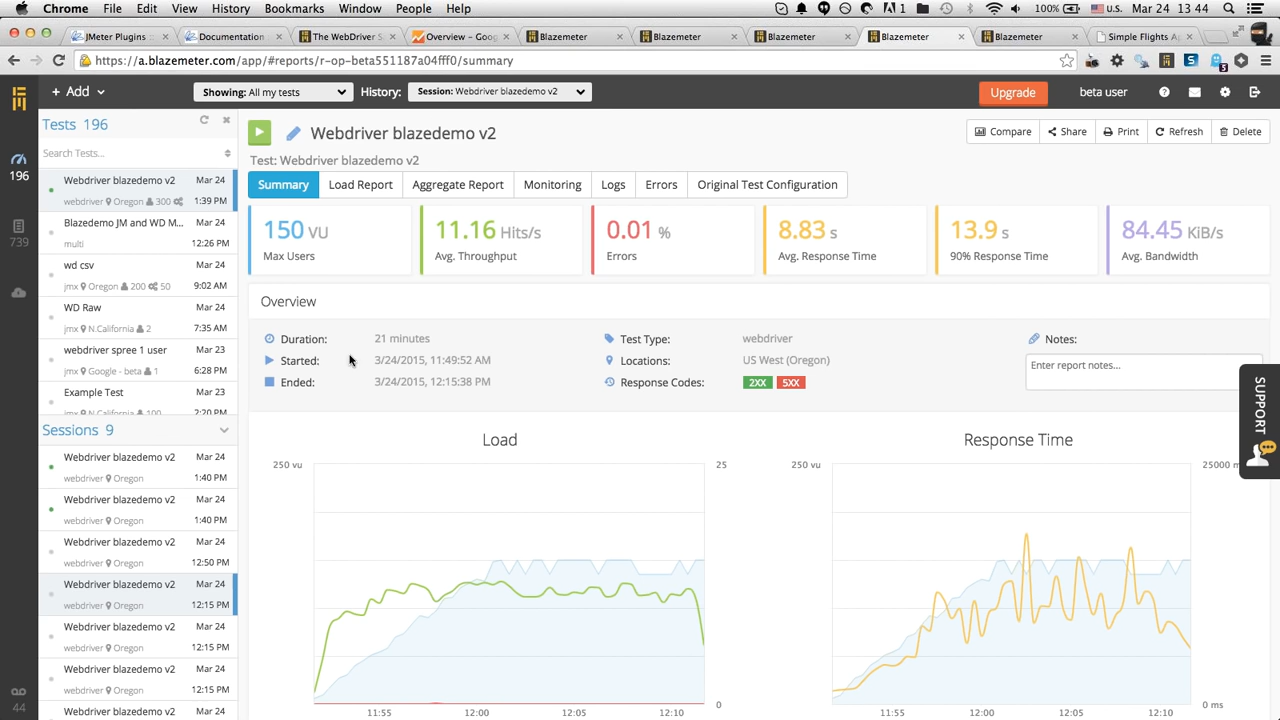 Chrome File Edit View History Bookmarks Window People Help 1 100% U.S. Mar 24 13 44
JMeter Plugins :: Documentation The WebDriver S Overview – Goog Blazemeter Blazemeter Blazemeter Blazemeter Blazemeter Simple Flights Ap
https://a.blazemeter.com/app/#reports/r-op-beta551187a04fff0/summary
+ Add Showing: All my tests History: Session: Webdriver blazedemo v2 Upgrade beta user
Tests 196
Search Tests...
196
739
44
Webdriver blazedemo v2 Mar 24
webdriver Oregon 300 1:39 PM
Blazedemo JM and WD M... Mar 24
multi 12:26 PM
wd csv Mar 24
jmx Oregon 200 50 9:02 AM
WD Raw Mar 24
jmx N.California 2 7:35 AM
webdriver spree 1 user Mar 23
jmx Google - beta 1 6:28 PM
Example Test Mar 23
jmx N.California 100 2:20 PM
Sessions 9
Webdriver blazedemo v2 Mar 24
webdriver Oregon 1:40 PM
Webdriver blazedemo v2 Mar 24
webdriver Oregon 1:40 PM
Webdriver blazedemo v2 Mar 24
webdriver Oregon 12:50 PM
Webdriver blazedemo v2 Mar 24
webdriver Oregon 12:15 PM
Webdriver blazedemo v2 Mar 24
webdriver Oregon 12:15 PM
Webdriver blazedemo v2 Mar 24
webdriver Oregon 12:15 PM
Webdriver blazedemo v2 Mar 24
Webdriver blazedemo v2
Compare Share Print Refresh Delete
Test: Webdriver blazedemo v2
Summary Load Report Aggregate Report Monitoring Logs Errors Original Test Configuration
150 VU 11.16 Hits/s 0.01 % 8.83 s 13.9 s 84.45 KiB/s
Max Users Avg. Throughput Errors Avg. Response Time 90% Response Time Avg. Bandwidth
Overview
Duration: 21 minutes Test Type: webdriver Notes:
Started: 3/24/2015, 11:49:52 AM Locations: US West (Oregon) Enter report notes...
Ended: 3/24/2015, 12:15:38 PM Response Codes: 2XX 5XX
SUPPORT
Load Response Time
250 vu 25 250 vu 25000 m
0 0 ms
11:55 12:00 12:05 12:10 11:55 12:00 12:05 12:10